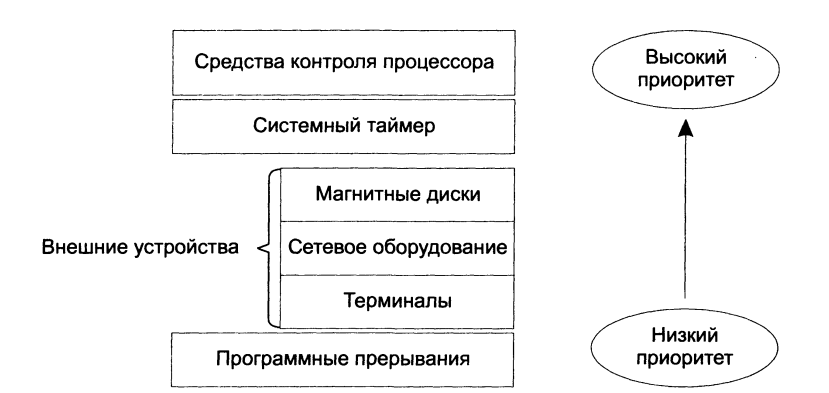 Средства контроля процессора
Высокий
приоритет
Системный таймер
Магнитные диски
Внешние устройства
Сетевое оборудование
Терминалы
Программные прерывания
Низкий
приоритет